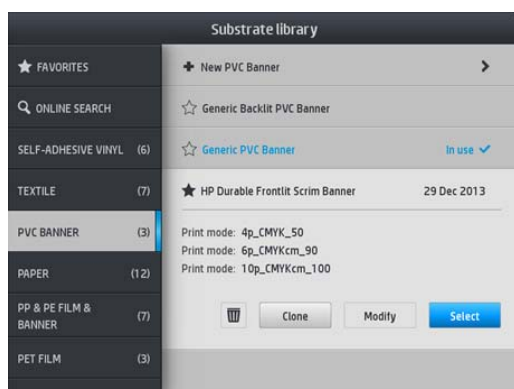 Substrate library
FAVORITES
ONLINE SEARCH
SELF-ADHESIVE VINYL (6)
TEXTILE (7)
PVC BANNER (3)
PAPER (12)
PP & PE FILM &
BANNER (7)
PET FILM (3)
New PVC Banner
Generic Backlit PVC Banner
Generic PVC Banner In use
HP Durable Frontlit Scrim Banner 29 Dec 2013
Print mode: 4p_CMYK_50
Print mode: 6p_CMYKcm_90
Print mode: 10p_CMYKcm_100
Clone Modify Select